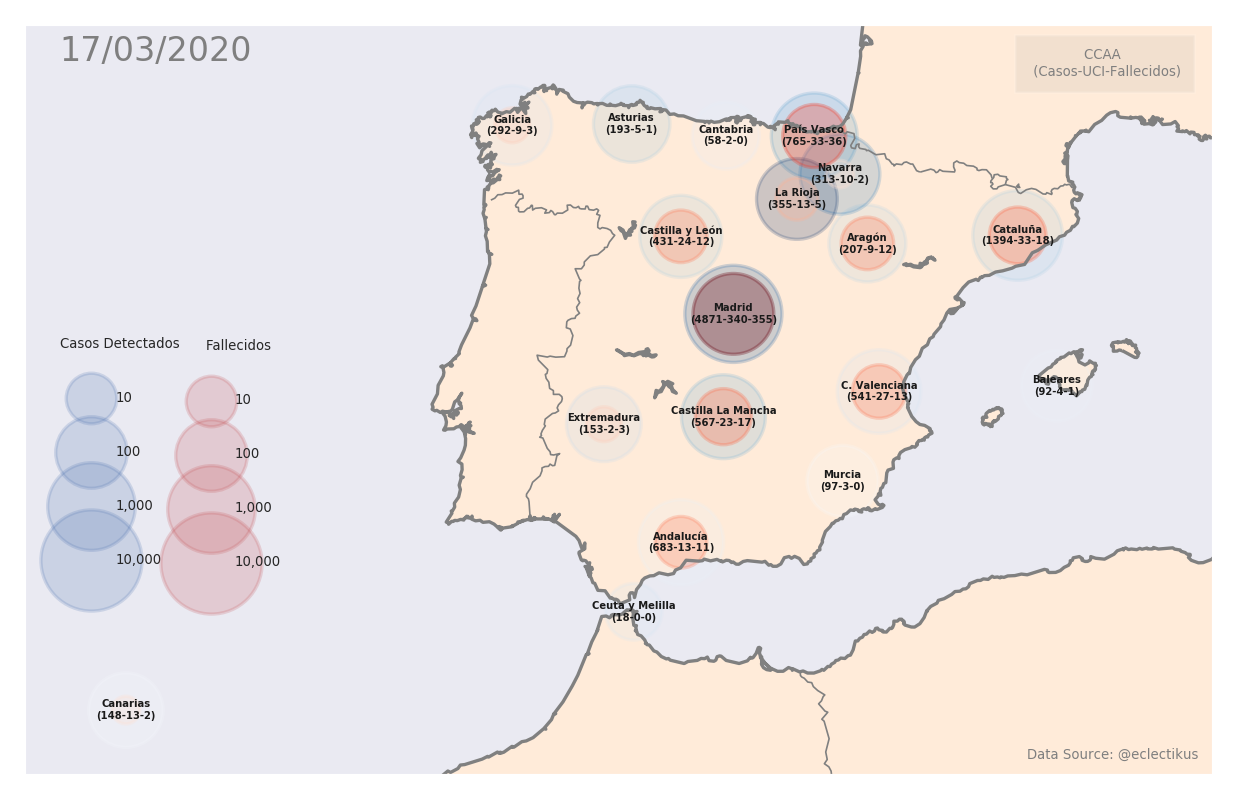 17/03/2020
CCAA
(Casos-UCI-Fallecidos)
Galicia
(292-9-3)
Asturias
(193-5-1)
Cantabria
(58-2-0)
País Vasco
(765-33-36)
Navarra
(313-10-2)
La Rioja
(355-13-5)
Castilla y León
(431-24-12)
Aragón
(207-9-12)
Cataluña
(1394-33-18)
Madrid
(4871-340-355)
Casos Detectados
Fallecidos
10
10
100
100
1,000
1,000
10,000
10,000
C. Valenciana
(541-27-13)
Baleares
(92-4-1)
Extremadura
(153-2-3)
Castilla La Mancha
(567-23-17)
Murcia
(97-3-0)
Andalucía
(683-13-11)
Ceuta y Melilla
(18-0-0)
Canarias
(148-13-2)
Data Source: @eclectikus